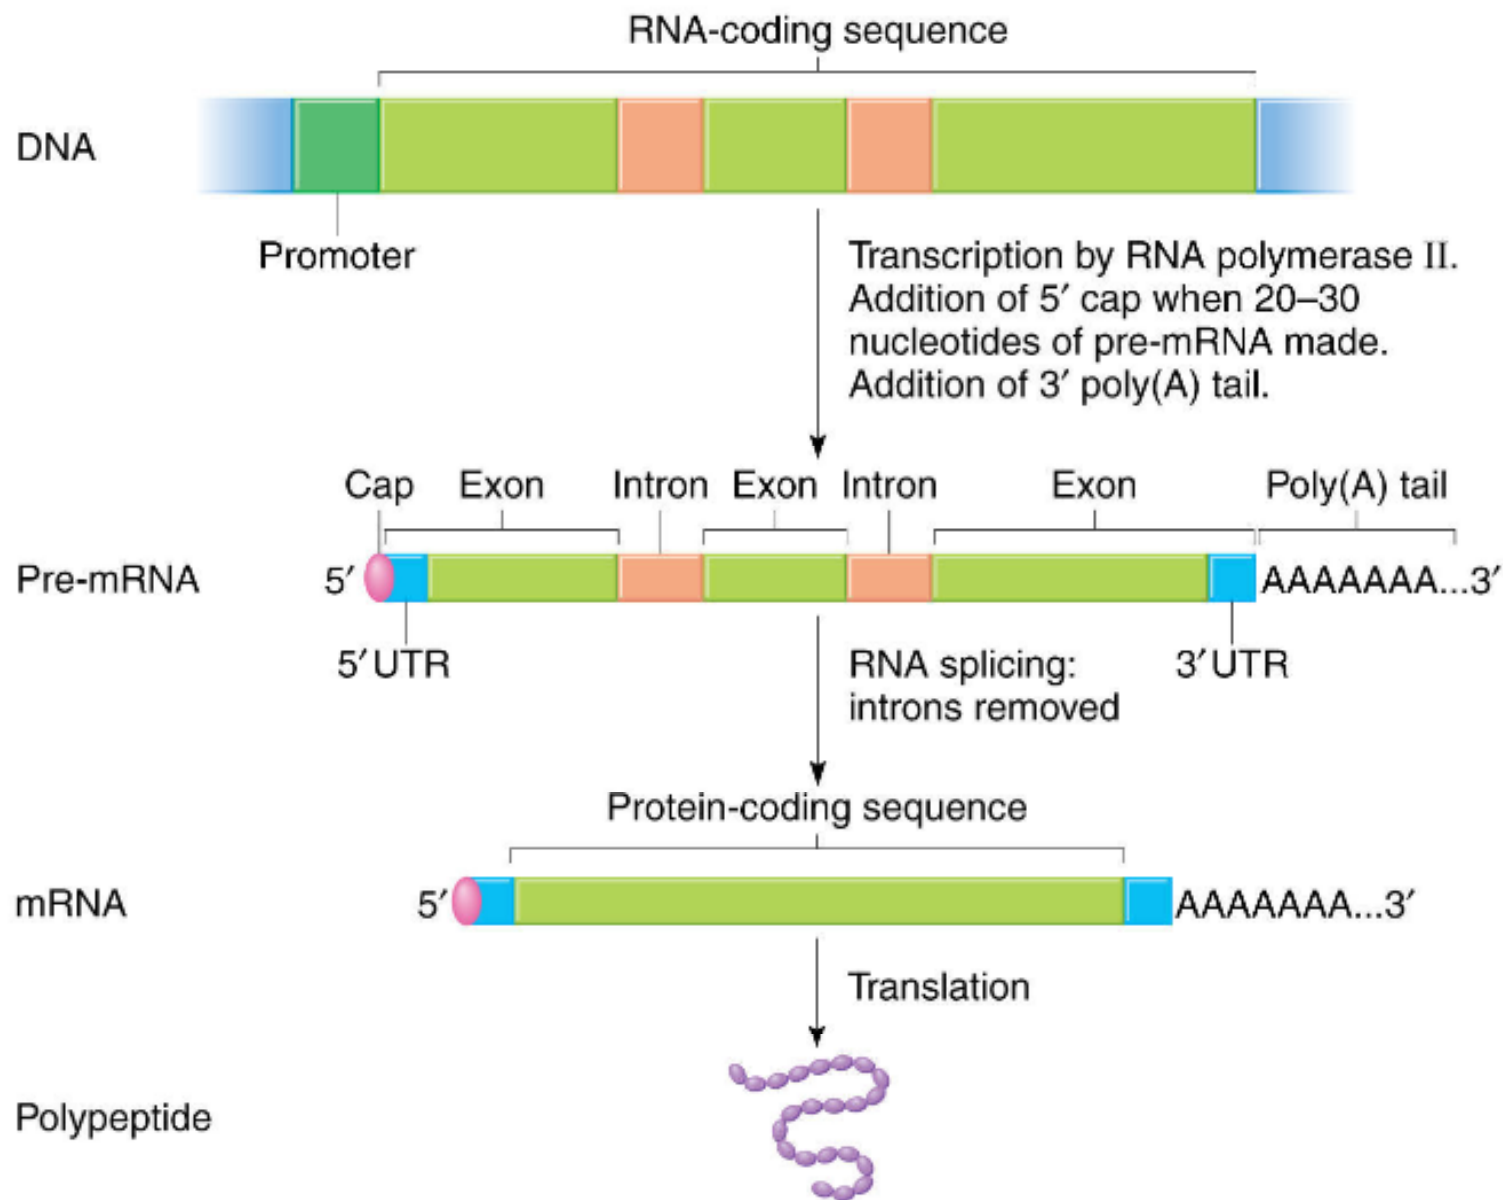 RNA-coding sequence
DNA
Promoter
Transcription by RNA polymerase II.
Addition of 5′ cap when 20–30
nucleotides of pre-mRNA made.
Addition of 3′ poly(A) tail.
Cap Exon Intron Exon Intron Exon Poly(A) tail
Pre-mRNA 5′ AAAAAAA...3′
5′ UTR
RNA splicing:
introns removed
3′ UTR
Protein-coding sequence
mRNA 5′ AAAAAAA...3′
Translation
Polypeptide